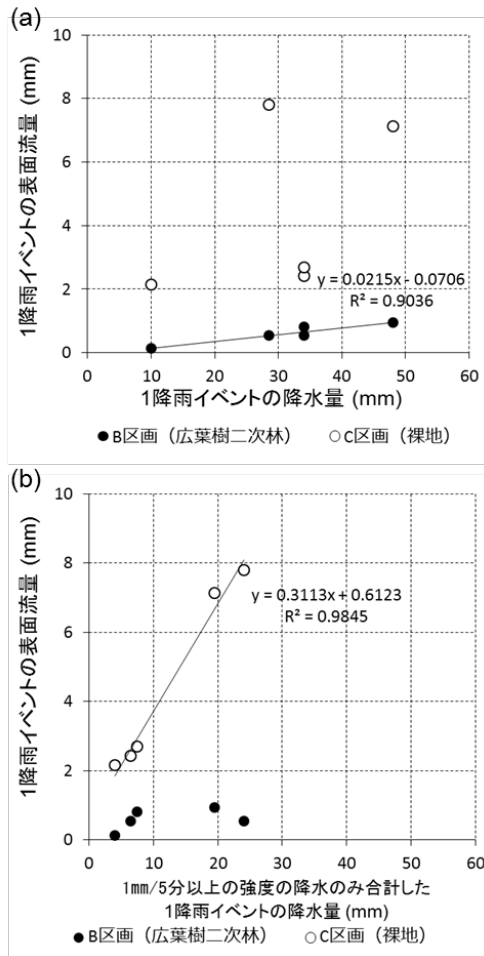 (a)
10
8
6
4
2
0
1降雨イベントの表面流量 (mm)
y = 0.0215x - 0.0706
R² = 0.9036
0 10 20 30 40 50 60
1降雨イベントの降水量 (mm)
●B区画（広葉樹二次林） ○C区画（裸地）
(b)
10
8
6
4
2
0
1降雨イベントの表面流量 (mm)
y = 0.3113x + 0.6123
R² = 0.9845
0 10 20 30 40 50 60
1mm/5分以上の強度の降水のみ合計した
1降雨イベントの降水量 (mm)
●B区画（広葉樹二次林） ○C区画（裸地）